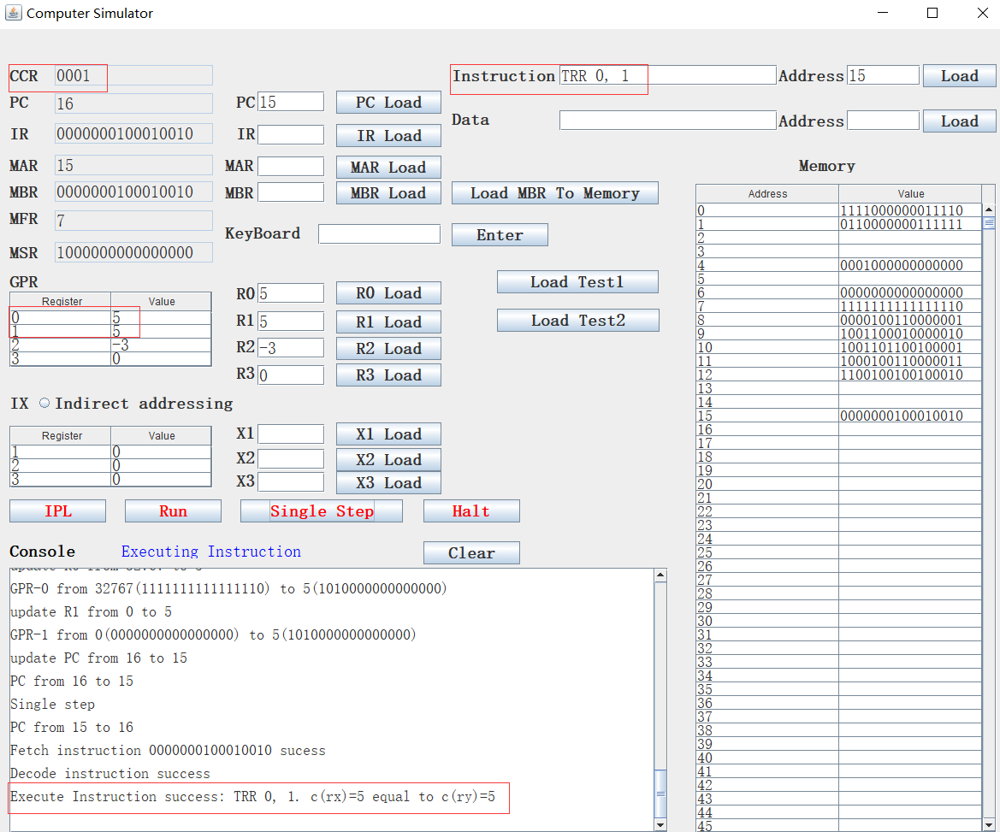 Computer Simulator
CCR 0001 Instruction TRR 0, 1 Address 15 Load
PC 16 PC 15 PC Load
Data Address Load
IR 0000000100010010 IR IR Load
MAR 15 MAR MAR Load Memory
MBR 0000000100010010 MBR MBR Load Load MBR To Memory
MFR 7
KeyBoard Enter
MSR 1000000000000000
GPR
Register Value
0 5
1 5
2 -3
3 0
R0 5 R0 Load
R1 5 R1 Load
R2 -3 R2 Load
R3 0 R3 Load
Load Test1
Load Test2
IX Indirect addressing
Register Value
1 0
2 0
3 0
X1 X1 Load
X2 X2 Load
X3 X3 Load
IPL Run Single Step Halt
Console Executing Instruction Clear
GPR-0 from 32767(1111111111111110) to 5(1010000000000000)
update R1 from 0 to 5
GPR-1 from 0(0000000000000000) to 5(1010000000000000)
update PC from 16 to 15
PC from 16 to 15
Single step
PC from 15 to 16
Fetch instruction 0000000100010010 sucess
Decode instruction success
Execute Instruction success: TRR 0, 1. c(rx)=5 equal to c(ry)=5
Address Value
0 1111000000011110
1 0110000000111111
2
3
4 0001000000000000
5
6 0000000000000000
7 1111111111111110
8 0000100110000001
9 1001100010000010
10 1001101100100001
11 1000100110000011
12 1100100100100010
13
14
15 0000000100010010
16
17
18
19
20
21
22
23
24
25
26
27
28
29
30
31
32
33
34
35
36
37
38
39
40
41
42
43
44
45